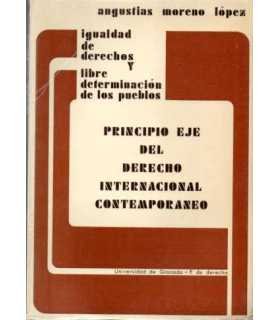 angustias moreno lópez
igualdad
de
derechos
Y
libre
determinación
de los pueblos
PRINCIPIO EJE
DEL
DERECHO
INTERNACIONAL
CONTEMPORANEO
Universidad de Granada - F. de derecho